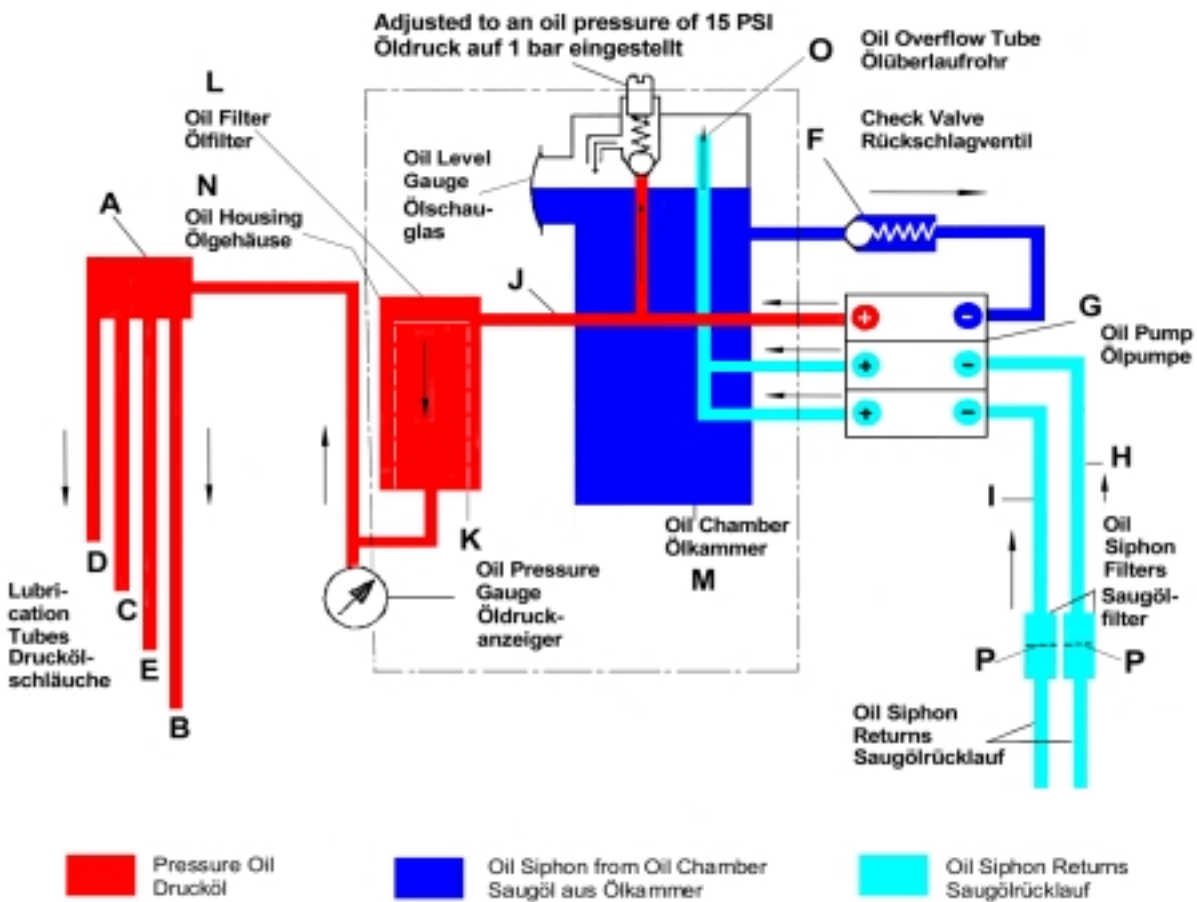 Adjusted to an oil pressure of 15 PSI
Öldruck auf 1 bar eingestellt
O
Oil Overflow Tube
Ölüberlaufrohr
L
Oil Filter
Ölfilter
F
Check Valve
Rückschlagventil
Oil Level
Gauge
Ölschau-
glas
A
N
Oil Housing
Ölgehäuse
J
G
Oil Pump
Ölpumpe
+
−
+
−
+
−
H
I
K
Oil Chamber
Ölkammer
M
Oil
Siphon
Filters
Saugöl-
filter
D
C
E
B
Lubri-
cation
Tubes
Drucköl-
schläuche
Oil Pressure
Gauge
Öldruck-
anzeiger
P
P
Oil Siphon
Returns
Saugölrücklauf
Pressure Oil
Drucköl
Oil Siphon from Oil Chamber
Saugöl aus Ölkammer
Oil Siphon Returns
Saugölrücklauf